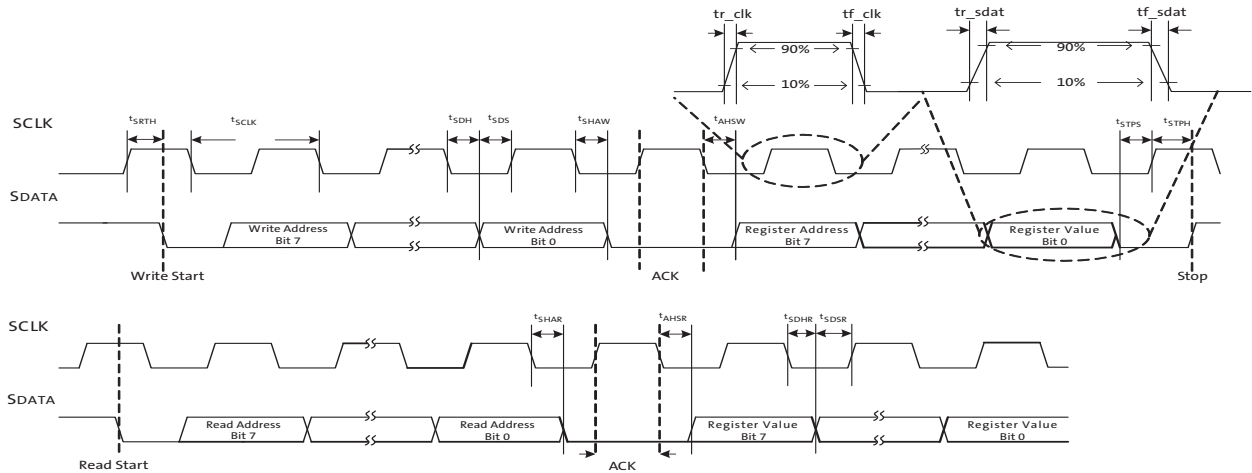 tr_clk tf_clk tr_sdat tf_sdat
90% 90%
10% 10%
SCLK
tSRTH tSCLK tSDH tSDS tSHAW tAHSW tSTPS tSTPH
SDATA
Write Address
Bit 7
Write Address
Bit 0
Register Address
Bit 7
Register Value
Bit 0
Write Start ACK Stop
SCLK
tSHAR tAHSR tSDHR tSDSR
SDATA
Read Address
Bit 7
Read Address
Bit 0
Register Value
Bit 7
Register Value
Bit 0
Read Start ACK